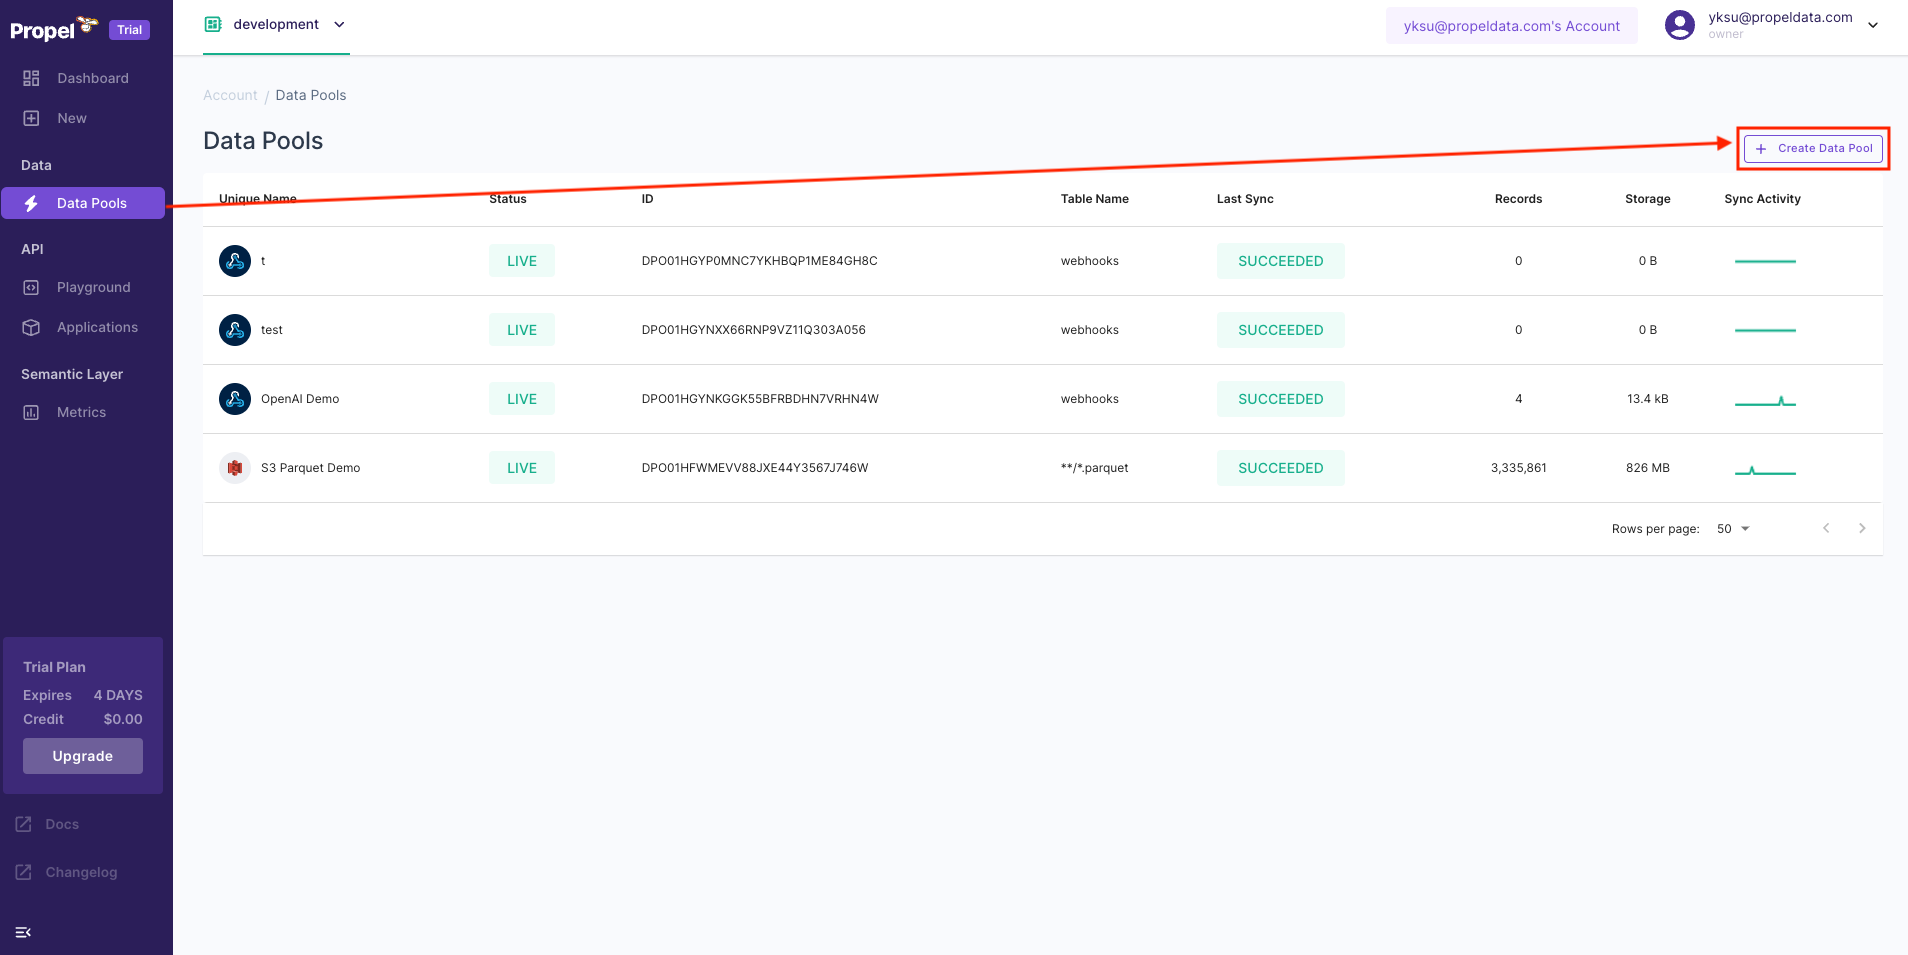 Propel Trial
development
yksu@propeldata.com's Account
yksu@propeldata.com
owner
Dashboard
New
Data
Data Pools
API
Playground
Applications
Semantic Layer
Metrics
Trial Plan
Expires 4 DAYS
Credit $0.00
Upgrade
Docs
Changelog
Account / Data Pools
Data Pools
+ Create Data Pool
Unique Name Status ID Table Name Last Sync Records Storage Sync Activity
t LIVE DPO01HGYP0MNC7YKHBQP1ME84GH8C webhooks SUCCEEDED 0 0 B
test LIVE DPO01HGYNXX66RNP9VZ11Q303A056 webhooks SUCCEEDED 0 0 B
OpenAI Demo LIVE DPO01HGYNKGGK55BFRBDHN7VRHN4W webhooks SUCCEEDED 4 13.4 kB
S3 Parquet Demo LIVE DPO01HFWMEVV88JXE44Y3567J746W **/*.parquet SUCCEEDED 3,335,861 826 MB
Rows per page: 50